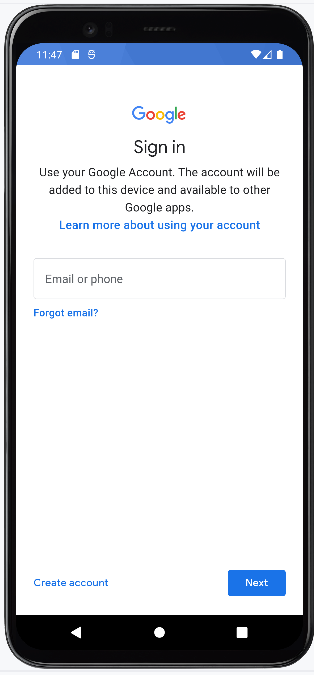 11:47
Google
Sign in
Use your Google Account. The account will be
added to this device and available to other
Google apps.
Learn more about using your account
Email or phone
Forgot email?
Create account
Next